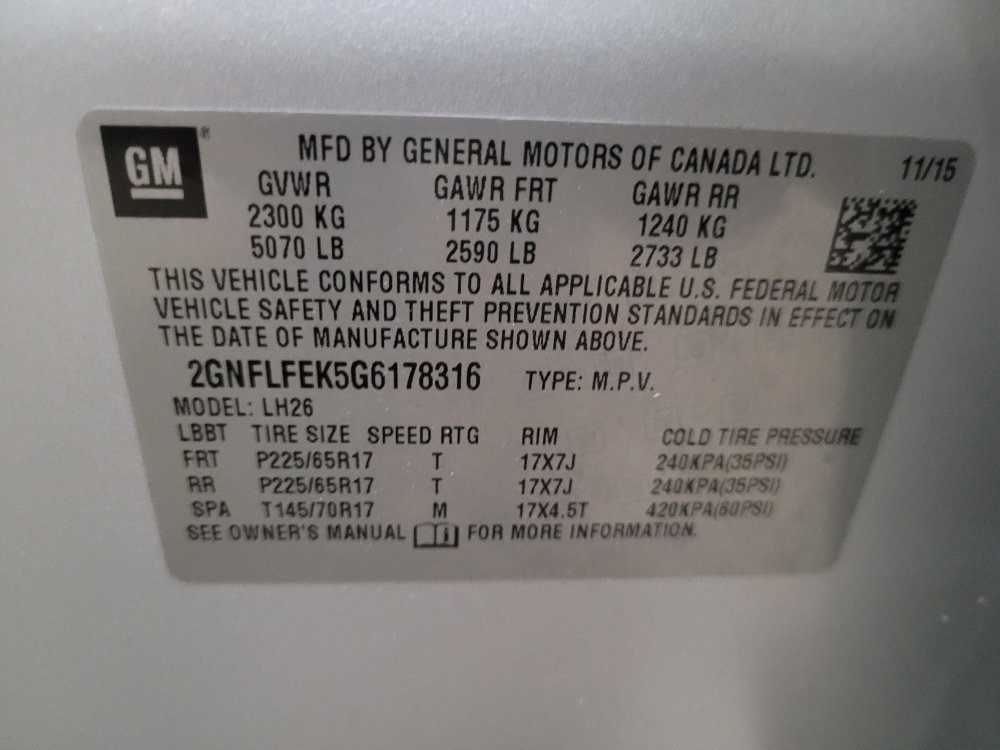 GM ®
MFD BY GENERAL MOTORS OF CANADA LTD. 11/15
GVWR GAWR FRT GAWR RR
2300 KG 1175 KG 1240 KG
5070 LB 2590 LB 2733 LB
THIS VEHICLE CONFORMS TO ALL APPLICABLE U.S. FEDERAL MOTOR
VEHICLE SAFETY AND THEFT PREVENTION STANDARDS IN EFFECT ON
THE DATE OF MANUFACTURE SHOWN ABOVE.
2GNFLFEK5G6178316 TYPE: M.P.V.
MODEL: LH26
LBBT TIRE SIZE SPEED RTG RIM COLD TIRE PRESSURE
FRT P225/65R17 T 17X7J 240KPA(35PSI)
RR P225/65R17 T 17X7J 240KPA(35PSI)
SPA T145/70R17 M 17X4.5T 420KPA(60PSI)
SEE OWNER'S MANUAL i FOR MORE INFORMATION.